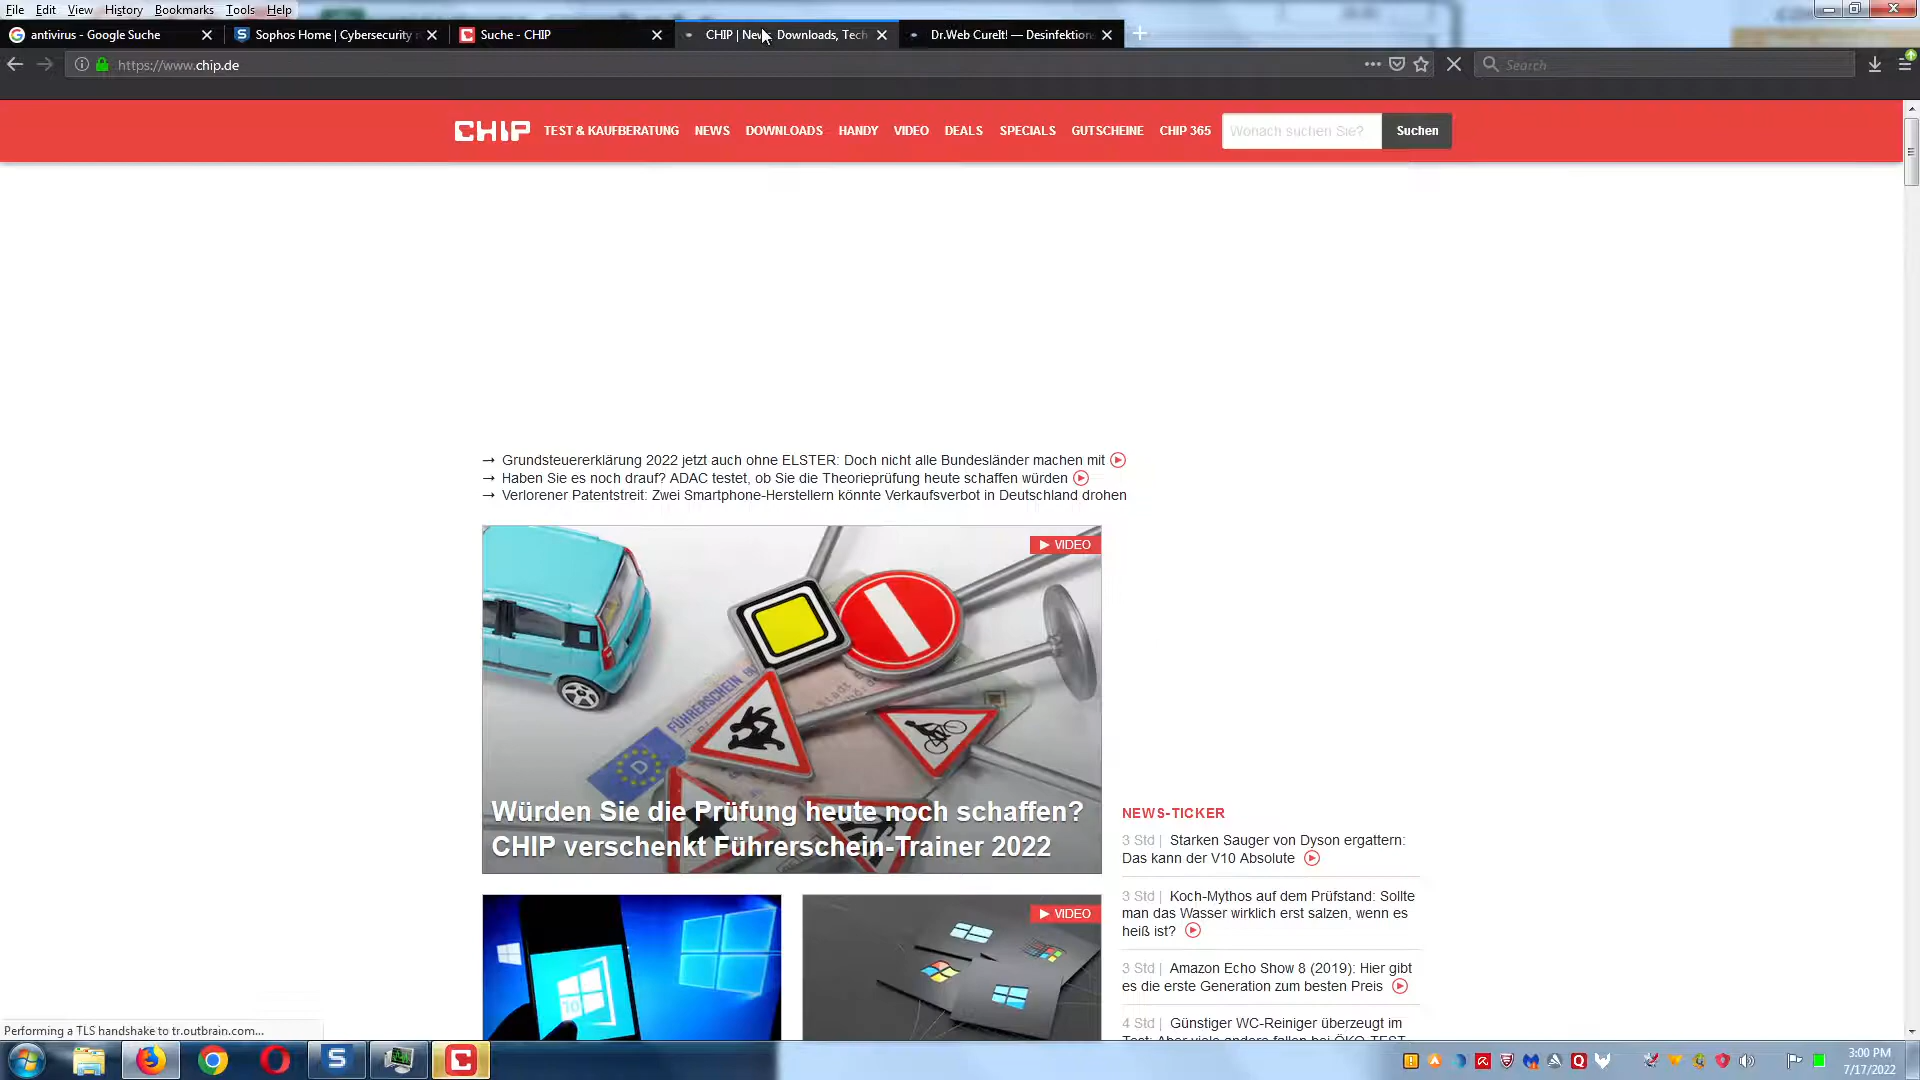 File Edit View History Bookmarks Tools Help
antivirus - Google Suche
Sophos Home | Cybersecurity
Suche - CHIP
CHIP | News, Downloads, Tech
Dr.Web CureIt! — Desinfektion
https://www.chip.de
Search
CHIP TEST & KAUFBERATUNG NEWS DOWNLOADS HANDY VIDEO DEALS SPECIALS GUTSCHEINE CHIP 365 Wonach suchen Sie? Suchen
→ Grundsteuererklärung 2022 jetzt auch ohne ELSTER: Doch nicht alle Bundesländer machen mit
→ Haben Sie es noch drauf? ADAC testet, ob Sie die Theorieprüfung heute schaffen würden
→ Verlorener Patentstreit: Zwei Smartphone-Herstellern könnte Verkaufsverbot in Deutschland drohen
VIDEO
FÜHRERSCHEIN
D
Würden Sie die Prüfung heute noch schaffen?
CHIP verschenkt Führerschein-Trainer 2022
NEWS-TICKER
3 Std | Starken Sauger von Dyson ergattern:
Das kann der V10 Absolute
3 Std | Koch-Mythos auf dem Prüfstand: Sollte
man das Wasser wirklich erst salzen, wenn es
heiß ist?
VIDEO
10
3 Std | Amazon Echo Show 8 (2019): Hier gibt
es die erste Generation zum besten Preis
4 Std | Günstiger WC-Reiniger überzeugt im
Test: Aber viele andere fallen bei ÖKO-TEST
Performing a TLS handshake to tr.outbrain.com...
3:00 PM
7/17/2022